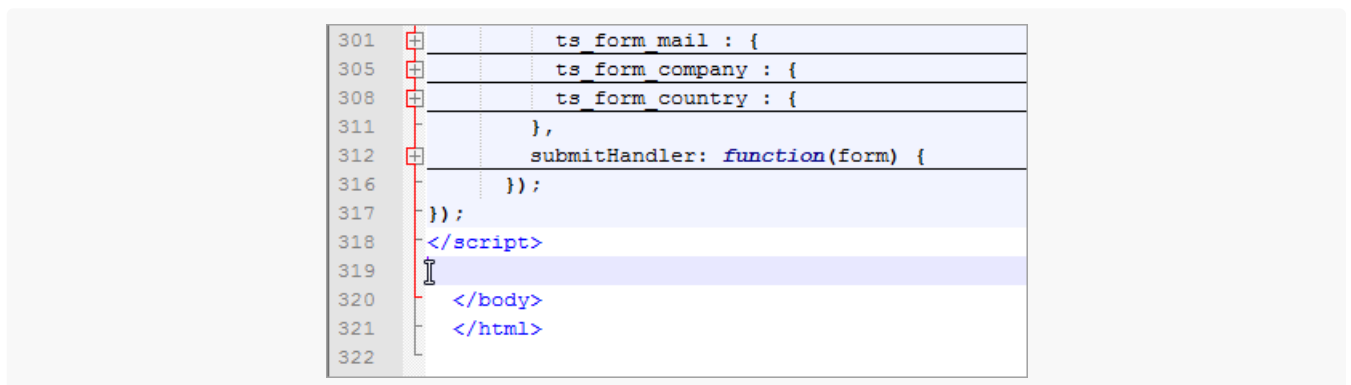 301 ts_form_mail : {
305 ts_form_company : {
308 ts_form_country : {
311 },
312 submitHandler: function(form) {
316 });
317 });
318 </script>
319
320 </body>
321 </html>
322